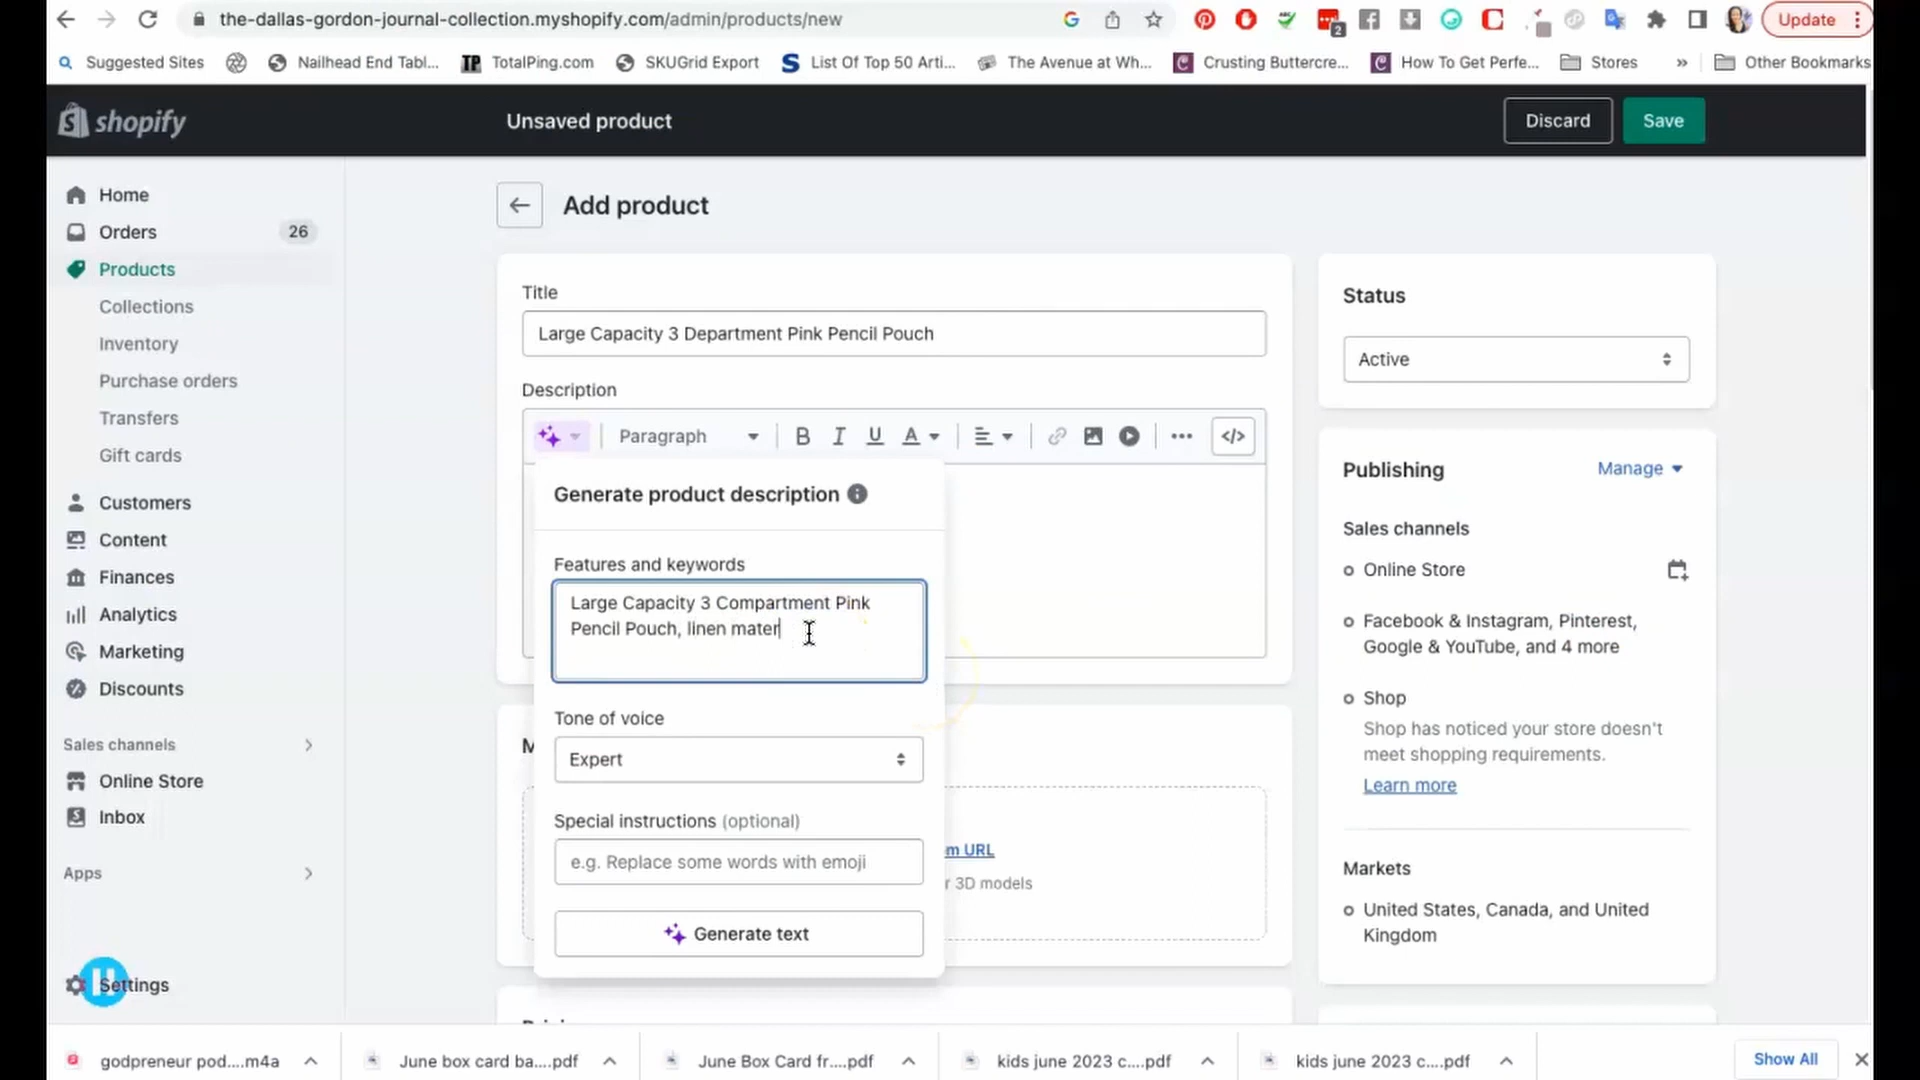 the-dallas-gordon-journal-collection.myshopify.com/admin/products/new
2
Update
Suggested Sites
Nailhead End Tabl...
TP TotalPing.com
SKUGrid Export
S List Of Top 50 Arti...
The Avenue at Wh...
Crusting Buttercre...
How To Get Perfe...
Stores
»
Other Bookmarks
shopify
Unsaved product
Discard
Save
Home
Orders 26
Products
Collections
Inventory
Purchase orders
Transfers
Gift cards
Customers
Content
Finances
Analytics
Marketing
Discounts
Sales channels
Online Store
Inbox
Apps
Settings
Add product
Title
Large Capacity 3 Department Pink Pencil Pouch
Description
Paragraph
B I U A
</>
Generate product description
Features and keywords
Large Capacity 3 Compartment Pink
Pencil Pouch, linen mater
Tone of voice
Expert
Special instructions (optional)
e.g. Replace some words with emoji
Generate text
URL
3D models
Status
Active
Publishing
Manage
Sales channels
Online Store
Facebook & Instagram, Pinterest,
Google & YouTube, and 4 more
Shop
Shop has noticed your store doesn't
meet shopping requirements.
Learn more
Markets
United States, Canada, and United
Kingdom
godpreneur pod....m4a
June box card ba....pdf
June Box Card fr....pdf
kids june 2023 c....pdf
kids june 2023 c....pdf
Show All